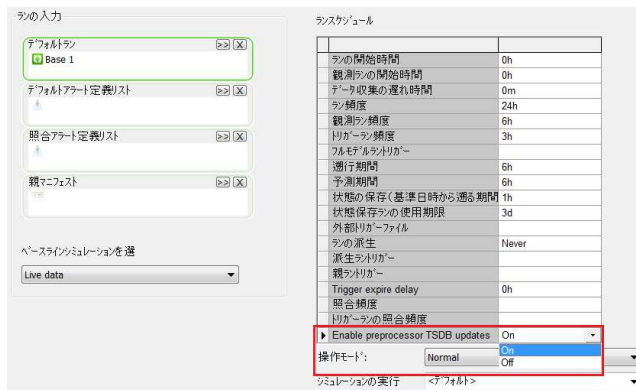 ランの入力
デフォルトラン >> X
Base 1
デフォルトアラート定義リスト >> X
照合アラート定義リスト >> X
親マニフェスト >> X
ベースラインシミュレーションを選
Live data
ランスケジュール
ランの開始時間 0h
観測ランの開始時間 0h
データ収集の遅れ時間 0m
ラン頻度 24h
観測ラン頻度 6h
トリガーラン頻度 3h
フルモデルラントリガー
遡行期間 6h
予測期間 6h
状態の保存(基準日時から遡る期間 1h
状態保存ランの使用期限 3d
外部トリガーファイル
ランの派生 Never
派生ラントリガー
親ラントリガー
Trigger expire delay 0h
照合頻度
トリガーランの照合頻度
Enable preprocessor TSDB updates On
On
Off
操作モード: Normal
シミュレーションの実行 <デフォルト>